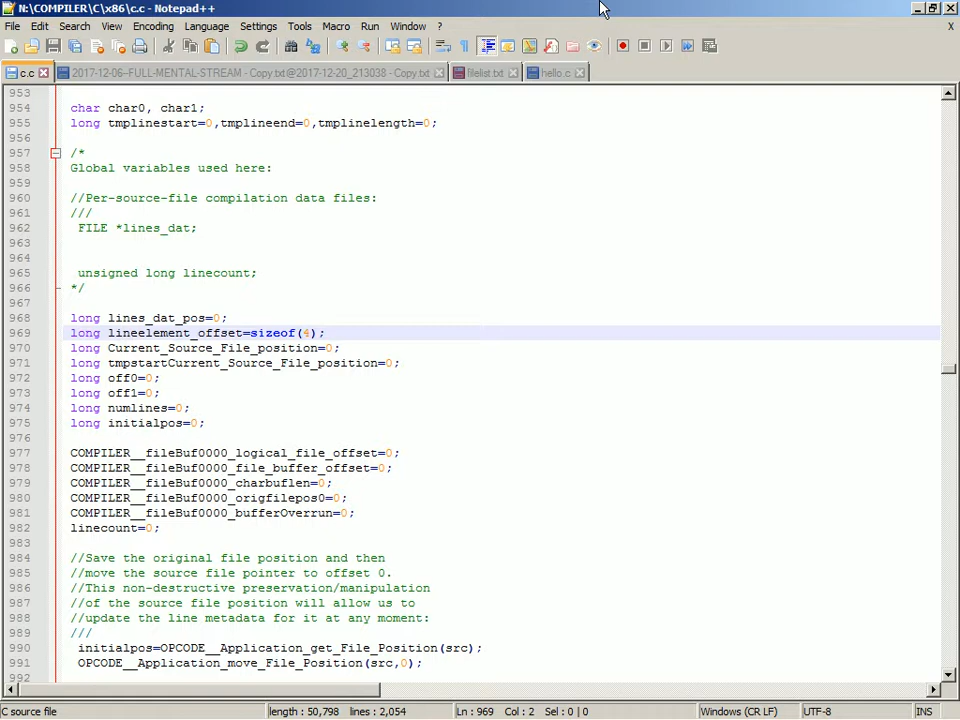 N:\COMPILER\C\x86\c.c - Notepad++
File Edit Search View Encoding Language Settings Tools Macro Run Window ? X
c.c 2017-12-06--FULL-MENTAL-STREAM - Copy.txt@2017-12-20_213038 - Copy.txt filelist.txt hello.c
953
954 char char0, char1;
955 long tmplinestart=0,tmplineend=0,tmplinelength=0;
956
957 /*
958 Global variables used here:
959
960 //Per-source-file compilation data files:
961 ///
962 FILE *lines_dat;
963
964
965 unsigned long linecount;
966 */
967
968 long lines_dat_pos=0;
969 long lineelement_offset=sizeof(4);
970 long Current_Source_File_position=0;
971 long tmpstartCurrent_Source_File_position=0;
972 long off0=0;
973 long off1=0;
974 long numlines=0;
975 long initialpos=0;
976
977 COMPILER__fileBuf0000_logical_file_offset=0;
978 COMPILER__fileBuf0000_file_buffer_offset=0;
979 COMPILER__fileBuf0000_charbuflen=0;
980 COMPILER__fileBuf0000_origfilepos0=0;
981 COMPILER__fileBuf0000_bufferOverrun=0;
982 linecount=0;
983
984 //Save the original file position and then
985 //move the source file pointer to offset 0.
986 //This non-destructive preservation/manipulation
987 //of the source file position will allow us to
988 //update the line metadata for it at any moment:
989 ///
990 initialpos=OPCODE__Application_get_File_Position(src);
991 OPCODE__Application_move_File_Position(src,0);
992
C source file length : 50,798 lines : 2,054 Ln : 969 Col : 2 Sel : 0 | 0 Windows (CR LF) UTF-8 INS